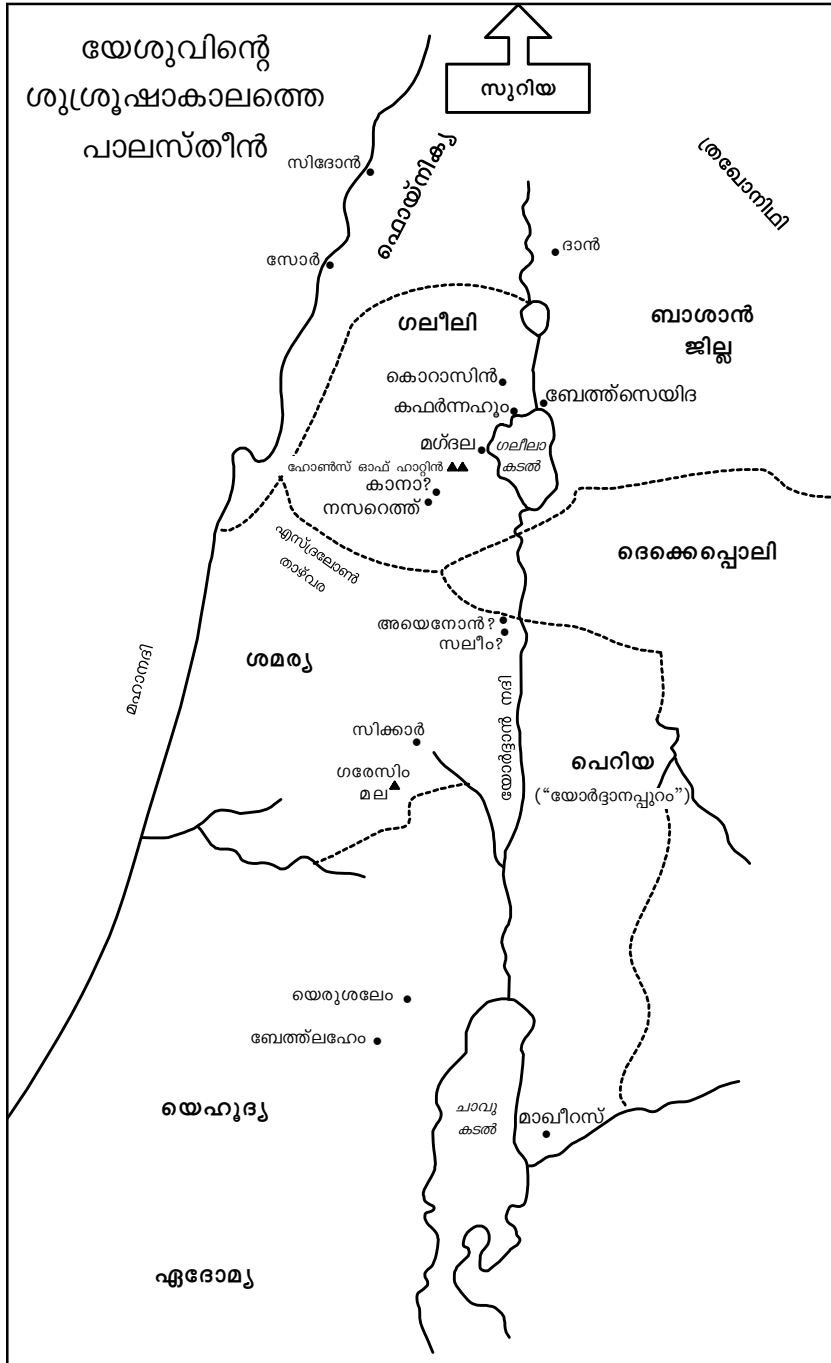 യേശുവിന്റെ
ശുശ്രൂഷാകാലത്തെ
പാലസ്തീൻ
സുറിയ
സിദോൻ
ഫൊയ്നിക്യ
ത്രഖോനിഥി
ദാൻ
സോർ
ഗലീലി
ബാശാൻ
ജില്ല
കൊറാസിൻ
ബേത്ത്സെയിദ
കഫർന്നഹൂം
മഗ്ദല
ഗലീലാ
കടൽ
ഹോൺസ് ഓഫ് ഹാറ്റിൻ
കാനാ?
നസറെത്ത്
എസ്ദ്രലോൺ
താഴ്വര
ദെക്കെപ്പൊലി
അയെനോൻ?
സലീം?
ശമര്യ
മഹാനദി
യോർദ്ദാൻ നദി
സിക്കാർ
ഗരേസിം
മല
പെറിയ
(“യോർദ്ദാനപ്പുറം”)
യെരുശലേം
ബേത്ത്ലഹേം
യെഹൂദ്യ
ചാവു
കടൽ
മാഖീറസ്
ഏദോമ്യ